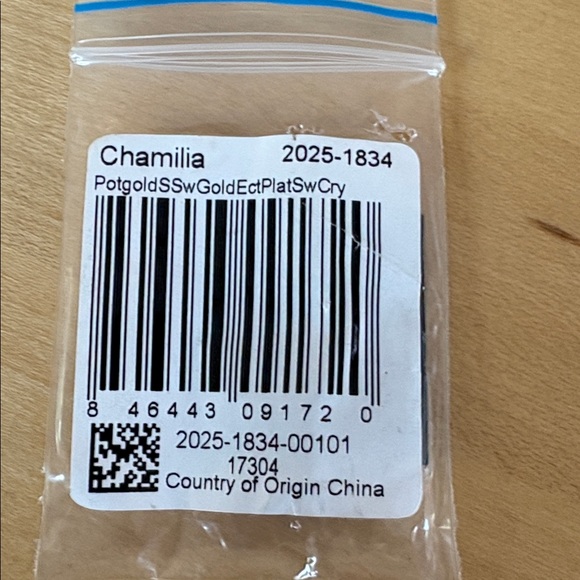 Chamilia 2025-1834
PotgoldSSwGoldEctPlatSwCry
8 46443 09172 0
2025-1834-00101
17304
Country of Origin China